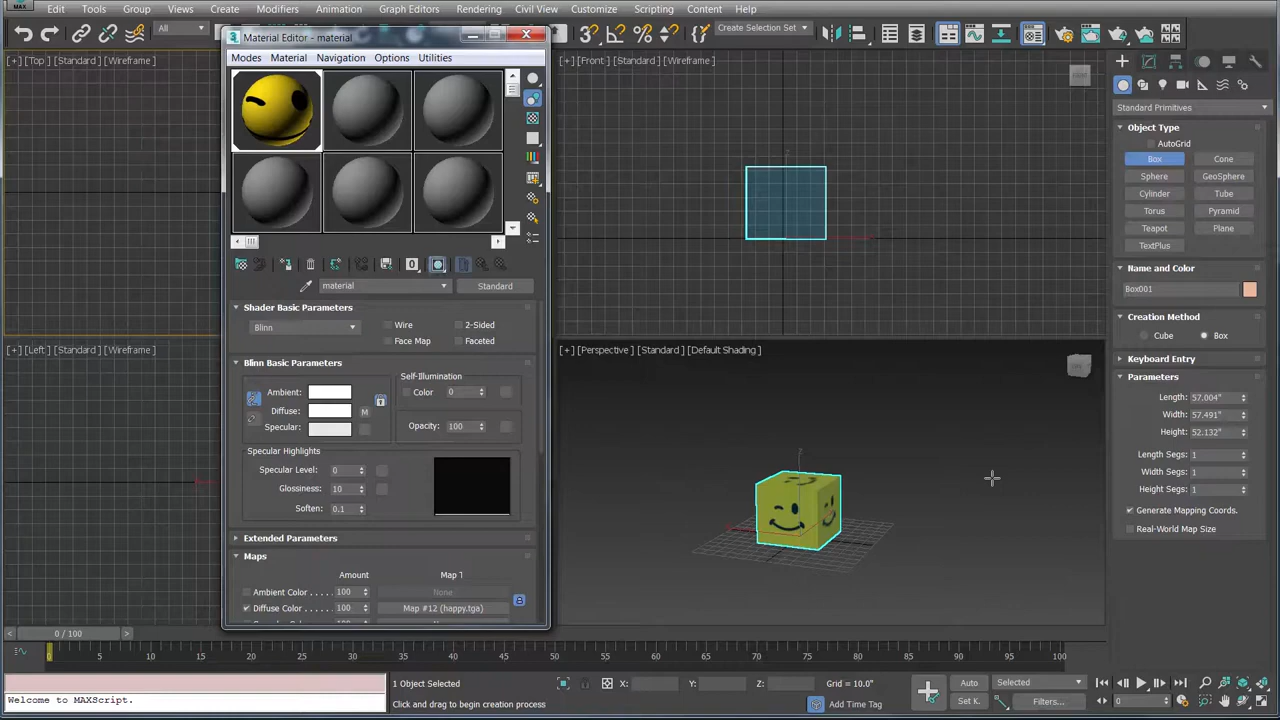 Edit Tools Group Views Create Modifiers Animation Graph Editors Rendering Civil View Customize Scripting Content Help
MAX
All
Create Selection Set
Material Editor - material
Modes Material Navigation Options Utilities
material
Standard
Shader Basic Parameters
Blinn
Wire
2-Sided
Face Map
Faceted
Blinn Basic Parameters
Self-Illumination
Ambient:
Color 0
Diffuse:
M
Specular:
Opacity: 100
Specular Highlights
Specular Level: 0
Glossiness: 10
Soften: 0.1
Extended Parameters
Maps
Amount
Map
Ambient Color 100
None
Diffuse Color . . . . . 100
Map #12 (happy.tga)
[+] [Top] [Standard] [Wireframe]
[+] [Front] [Standard] [Wireframe]
[+] [Left] [Standard] [Wireframe]
[+] [Perspective] [Standard] [Default Shading]
Standard Primitives
Object Type
AutoGrid
Box Cone
Sphere GeoSphere
Cylinder Tube
Torus Pyramid
Teapot Plane
TextPlus
Name and Color
Box001
Creation Method
Cube Box
Keyboard Entry
Parameters
Length: 57.004"
Width: 57.491"
Height: 52.132"
Length Segs: 1
Width Segs: 1
Height Segs: 1
Generate Mapping Coords.
Real-World Map Size
0 / 100
0 5 10 15 20 25 30 35 40 45 50 55 60 65 70 75 80 85 90 95 100
Welcome to MAXScript.
1 Object Selected
X: Y: Z: Grid = 10.0"
Click and drag to begin creation process
Add Time Tag
Auto Selected
Set K. Filters...
0